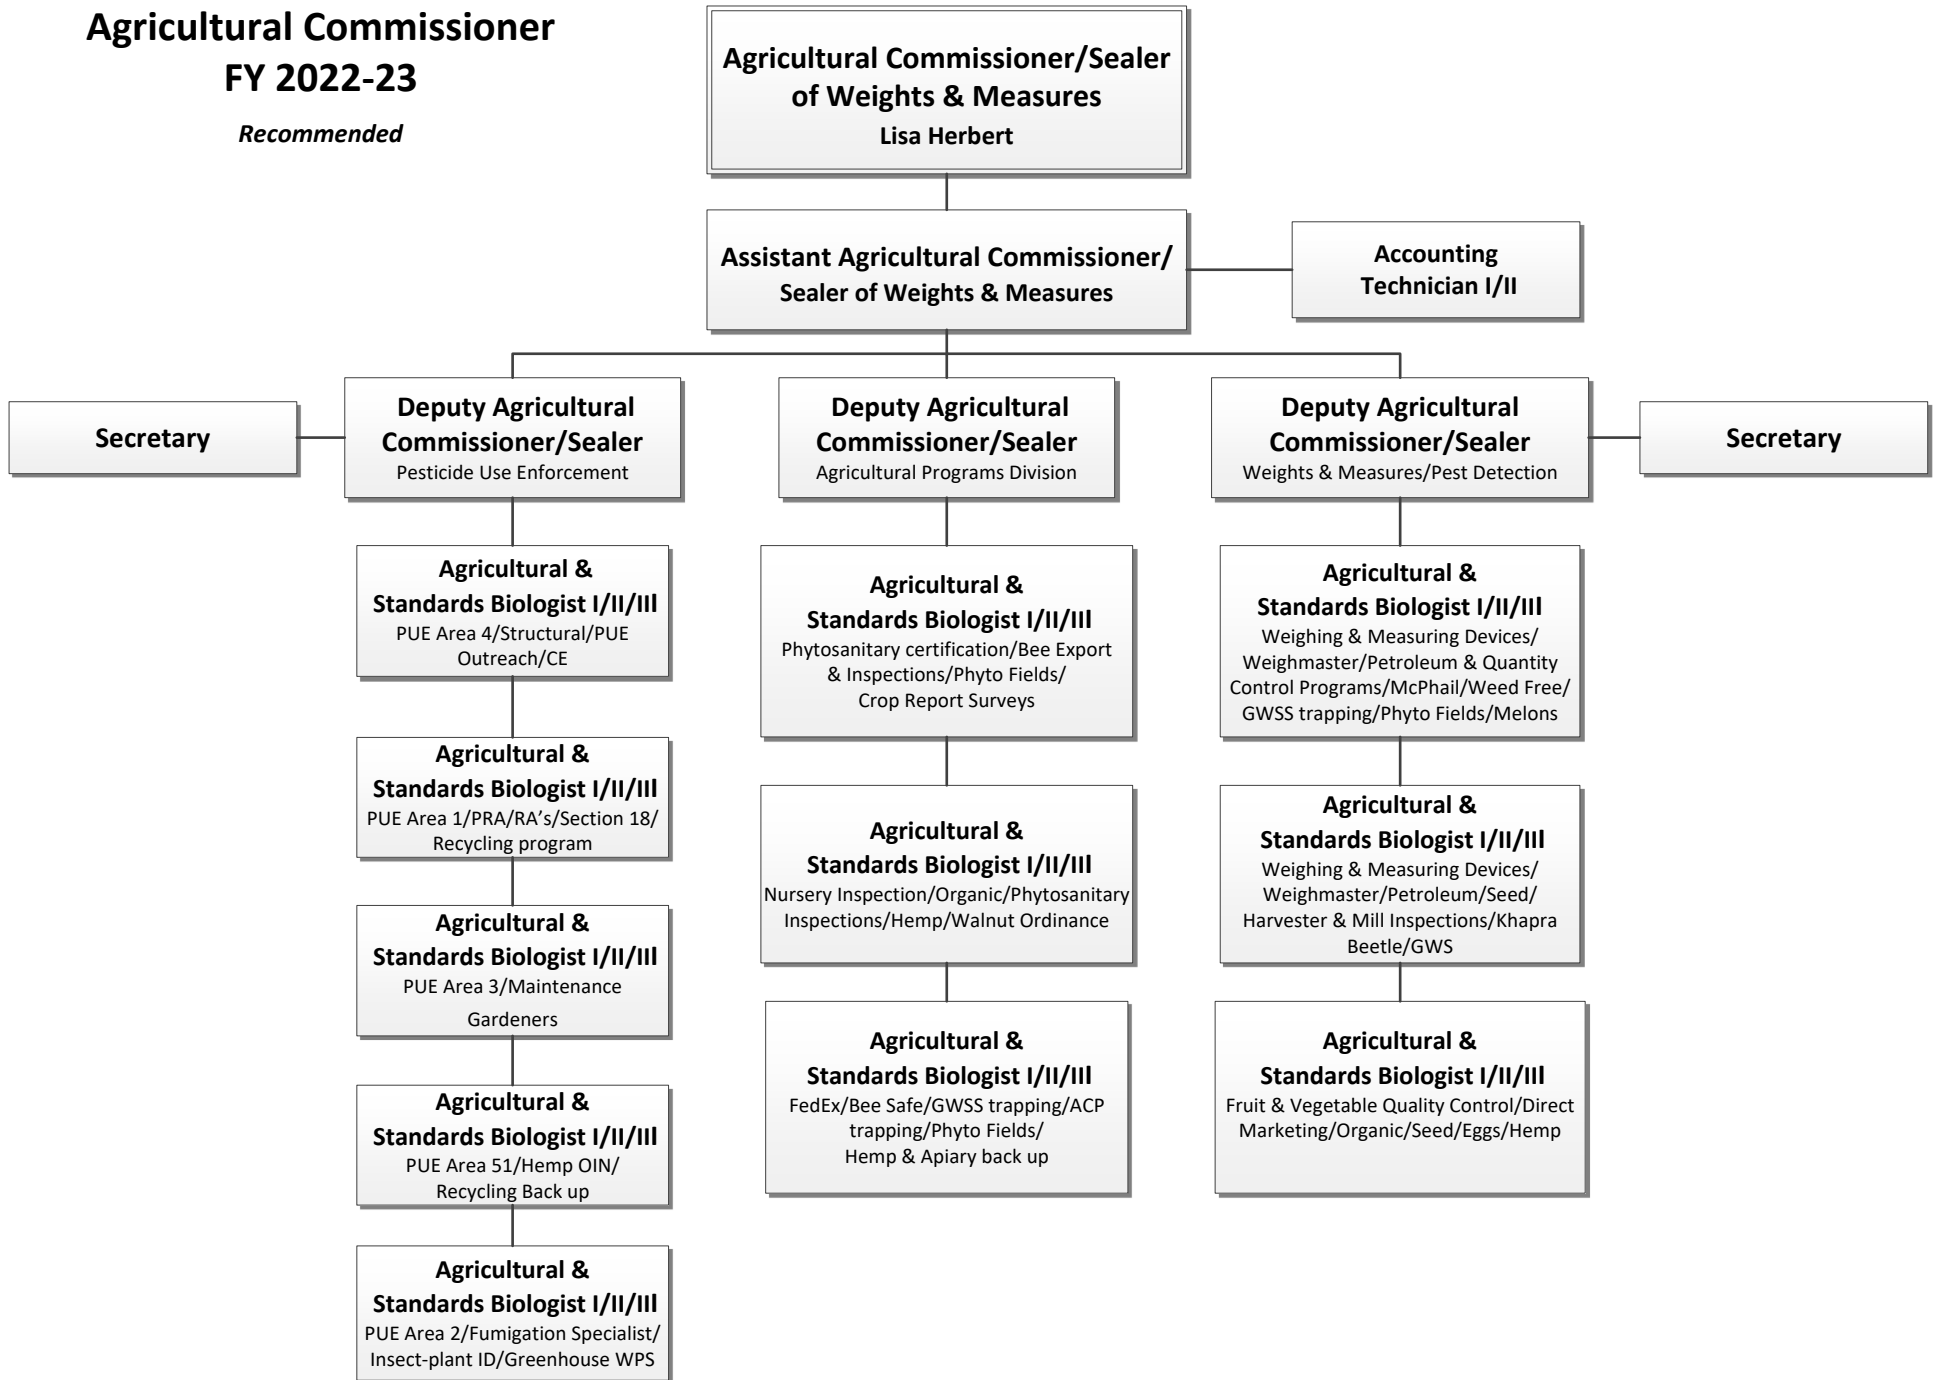 Agricultural Commissioner
FY 2022-23
Recommended
Agricultural Commissioner/Sealer
of Weights & Measures
Lisa Herbert
Assistant Agricultural Commissioner/
Sealer of Weights & Measures
Accounting
Technician I/II
Secretary
Deputy Agricultural
Commissioner/Sealer
Pesticide Use Enforcement
Deputy Agricultural
Commissioner/Sealer
Agricultural Programs Division
Deputy Agricultural
Commissioner/Sealer
Weights & Measures/Pest Detection
Secretary
Agricultural &
Standards Biologist I/II/III
PUE Area 4/Structural/PUE
Outreach/CE
Agricultural &
Standards Biologist I/II/III
PUE Area 1/PRA/RA’s/Section 18/
Recycling program
Agricultural &
Standards Biologist I/II/III
PUE Area 3/Maintenance
Gardeners
Agricultural &
Standards Biologist I/II/III
PUE Area 51/Hemp OIN/
Recycling Back up
Agricultural &
Standards Biologist I/II/III
PUE Area 2/Fumigation Specialist/
Insect-plant ID/Greenhouse WPS
Agricultural &
Standards Biologist I/II/III
Phytosanitary certification/Bee Export
& Inspections/Phyto Fields/
Crop Report Surveys
Agricultural &
Standards Biologist I/II/III
Nursery Inspection/Organic/Phytosanitary
Inspections/Hemp/Walnut Ordinance
Agricultural &
Standards Biologist I/II/III
FedEx/Bee Safe/GWSS trapping/ACP
trapping/Phyto Fields/
Hemp & Apiary back up
Agricultural &
Standards Biologist I/II/III
Weighing & Measuring Devices/
Weighmaster/Petroleum & Quantity
Control Programs/McPhail/Weed Free/
GWSS trapping/Phyto Fields/Melons
Agricultural &
Standards Biologist I/II/III
Weighing & Measuring Devices/
Weighmaster/Petroleum/Seed/
Harvester & Mill Inspections/Khapra
Beetle/GWS
Agricultural &
Standards Biologist I/II/III
Fruit & Vegetable Quality Control/Direct
Marketing/Organic/Seed/Eggs/Hemp